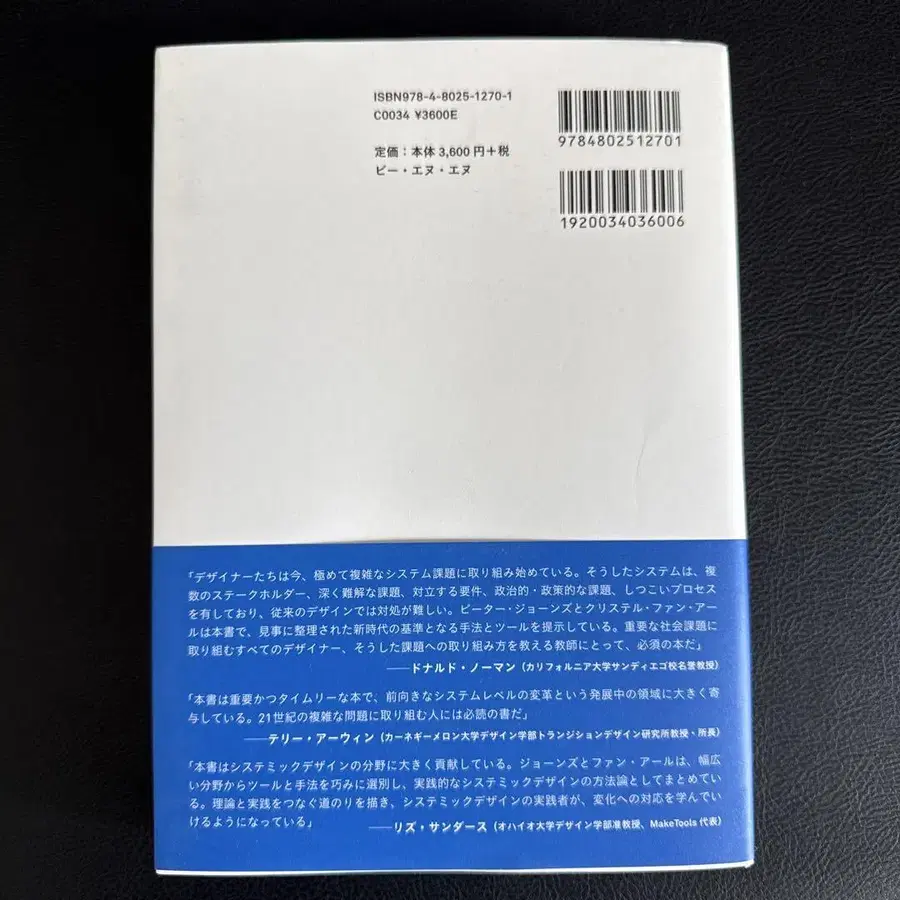 ISBN978-4-8025-1270-1
C0034 ¥3600E
定価：本体 3,600 円＋税
ビー・エヌ・エヌ
9784802512701
1920034036006
「デザイナーたちは今、極めて複雑なシステム課題に取り組み始めている。そうしたシステムは、複
数のステークホルダー、深く難解な課題、対立する要件、政治的・政策的な課題、しつこいプロセス
を有しており、従来のデザインでは対処が難しい。ピーター・ジョーンズとクリステル・ファン・アー
ルは本書で、見事に整理された新時代の基準となる手法とツールを提示している。重要な社会課題に
取り組むすべてのデザイナー、そうした課題への取り組み方を教える教師にとって、必須の本だ」
——ドナルド・ノーマン（カリフォルニア大学サンディエゴ校名誉教授）
「本書は重要かつタイムリーな本で、前向きなシステムレベルの変革という発展中の領域に大きく寄
与している。21世紀の複雑な問題に取り組む人には必読の書だ」
——テリー・アーウィン（カーネギーメロン大学デザイン学部トランジションデザイン研究所教授・所長）
「本書はシステミックデザインの分野に大きく貢献している。ジョーンズとファン・アールは、幅広
い分野からツールと手法を巧みに選別し、実践的なシステミックデザインの方法論としてまとめてい
る。理論と実践をつなぐ道のりを描き、システミックデザインの実践者が、変化への対応を学んでい
けるようになっている」
——リズ・サンダース（オハイオ大学デザイン学部准教授、MakeTools 代表）